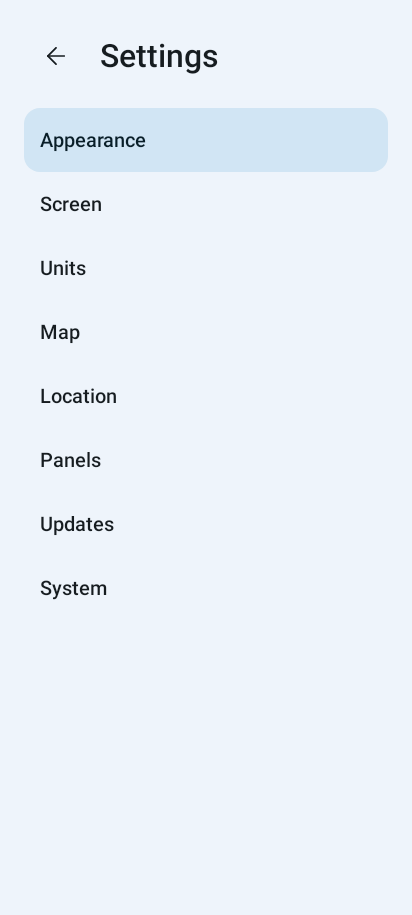 Settings
Appearance
Screen
Units
Map
Location
Panels
Updates
System